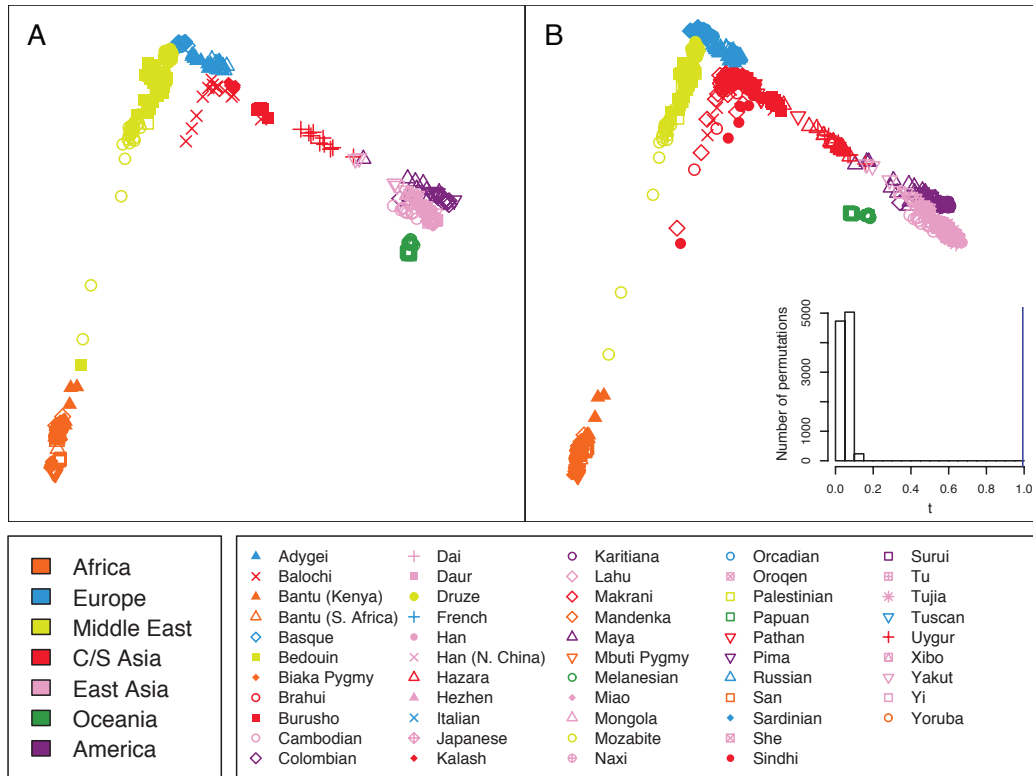 A
B
Number of permutations
5000
3000
1000
0
0.0 0.2 0.4 0.6 0.8 1.0
t
Africa
Europe
Middle East
C/S Asia
East Asia
Oceania
America
Adygei
Balochi
Bantu (Kenya)
Bantu (S. Africa)
Basque
Bedouin
Biaka Pygmy
Brahui
Burusho
Cambodian
Colombian
Dai
Daur
Druze
French
Han
Han (N. China)
Hazara
Hezhen
Italian
Japanese
Kalash
Karitiana
Lahu
Makrani
Mandenka
Maya
Mbuti Pygmy
Melanesian
Miao
Mongola
Mozabite
Naxi
Orcadian
Oroqen
Palestinian
Papuan
Pathan
Pima
Russian
San
Sardinian
She
Sindhi
Surui
Tu
Tujia
Tuscan
Uygur
Xibo
Yakut
Yi
Yoruba